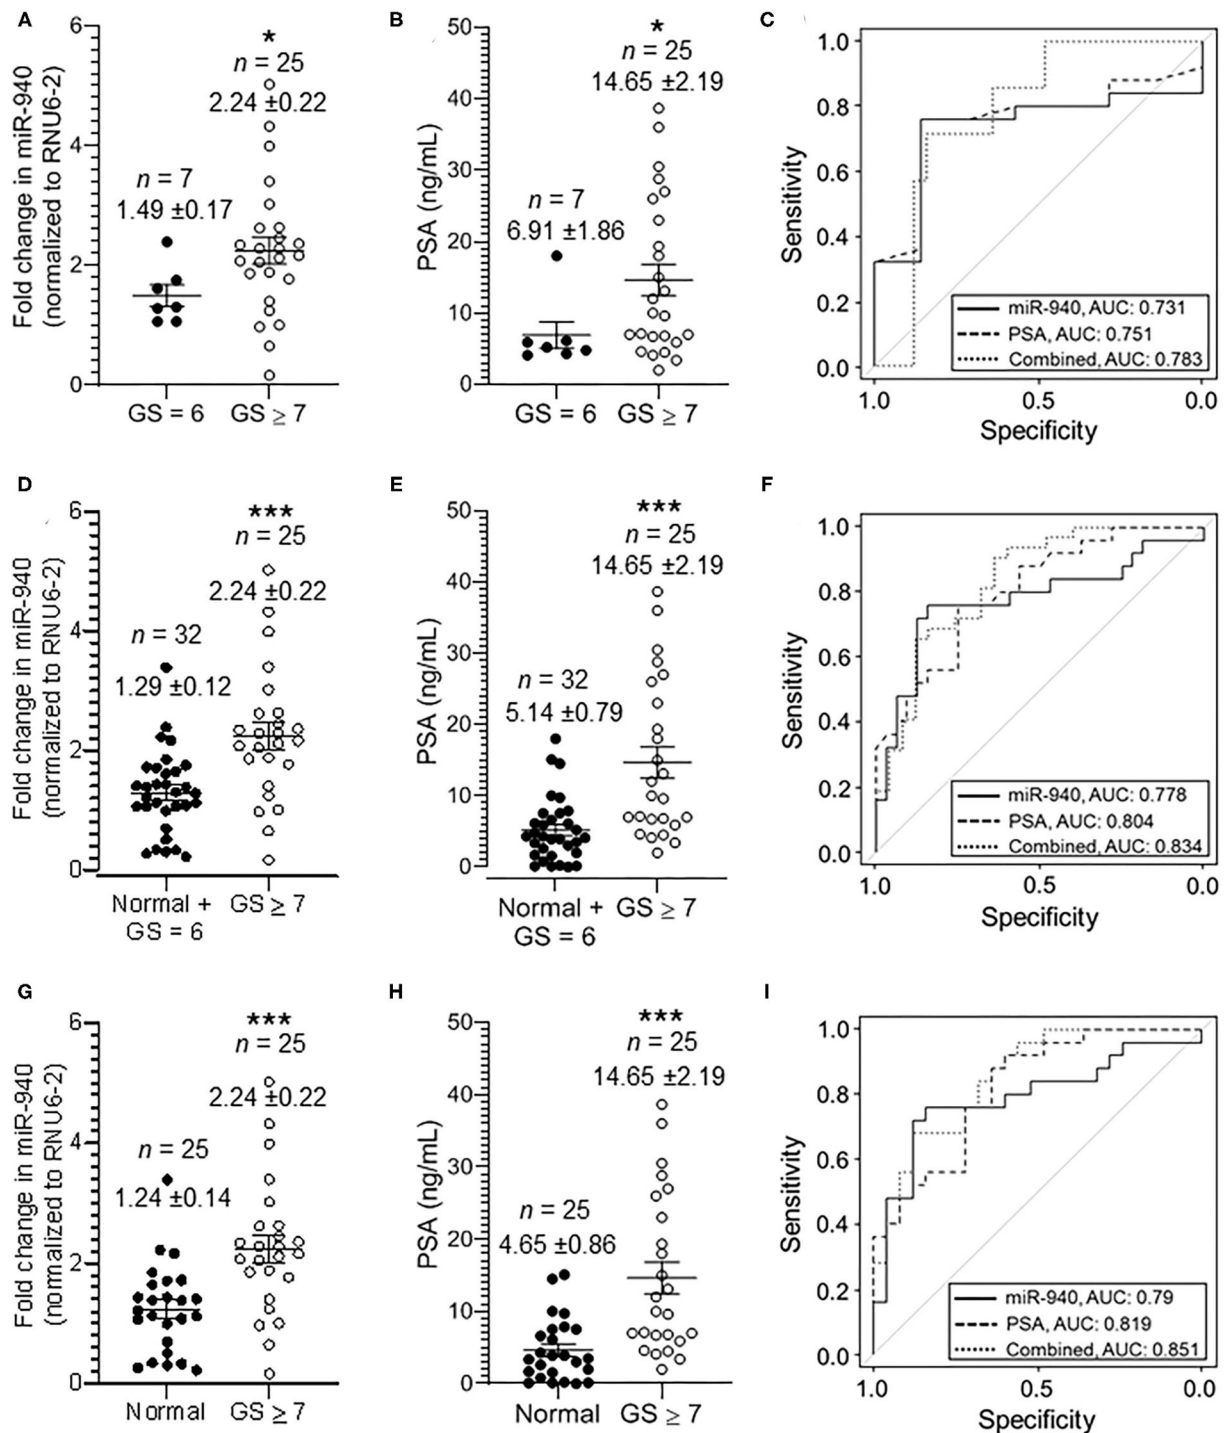 A
6
4
2
0
Fold change in miR-940
(normalized to RNU6-2)
n = 7
1.49 ±0.17
*
n = 25
2.24 ±0.22
GS = 6
GS ≥ 7
B
50
40
30
20
10
0
PSA (ng/mL)
n = 7
6.91 ±1.86
*
n = 25
14.65 ±2.19
GS = 6
GS ≥ 7
C
1.0
0.8
0.6
0.4
0.2
0.0
Sensitivity
miR-940, AUC: 0.731
PSA, AUC: 0.751
Combined, AUC: 0.783
1.0
0.5
0.0
Specificity
D
6
4
2
0
Fold change in miR-940
(normalized to RNU6-2)
n = 32
1.29 ±0.12
***
n = 25
2.24 ±0.22
Normal +
GS = 6
GS ≥ 7
E
50
40
30
20
10
0
PSA (ng/mL)
n = 32
5.14 ±0.79
***
n = 25
14.65 ±2.19
Normal +
GS = 6
GS ≥ 7
F
1.0
0.8
0.6
0.4
0.2
0.0
Sensitivity
miR-940, AUC: 0.778
PSA, AUC: 0.804
Combined, AUC: 0.834
1.0
0.5
0.0
Specificity
G
6
4
2
0
Fold change in miR-940
(normalized to RNU6-2)
n = 25
1.24 ±0.14
***
n = 25
2.24 ±0.22
Normal
GS ≥ 7
H
50
40
30
20
10
0
PSA (ng/mL)
n = 25
4.65 ±0.86
***
n = 25
14.65 ±2.19
Normal
GS ≥ 7
I
1.0
0.8
0.6
0.4
0.2
0.0
Sensitivity
miR-940, AUC: 0.79
PSA, AUC: 0.819
Combined, AUC: 0.851
1.0
0.5
0.0
Specificity